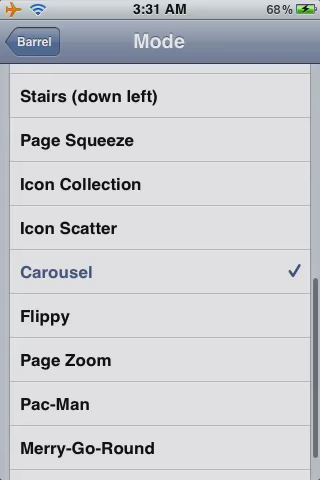 3:31 AM
68%
Barrel
Mode
Stairs (down left)
Page Squeeze
Icon Collection
Icon Scatter
Carousel
Flippy
Page Zoom
Pac-Man
Merry-Go-Round